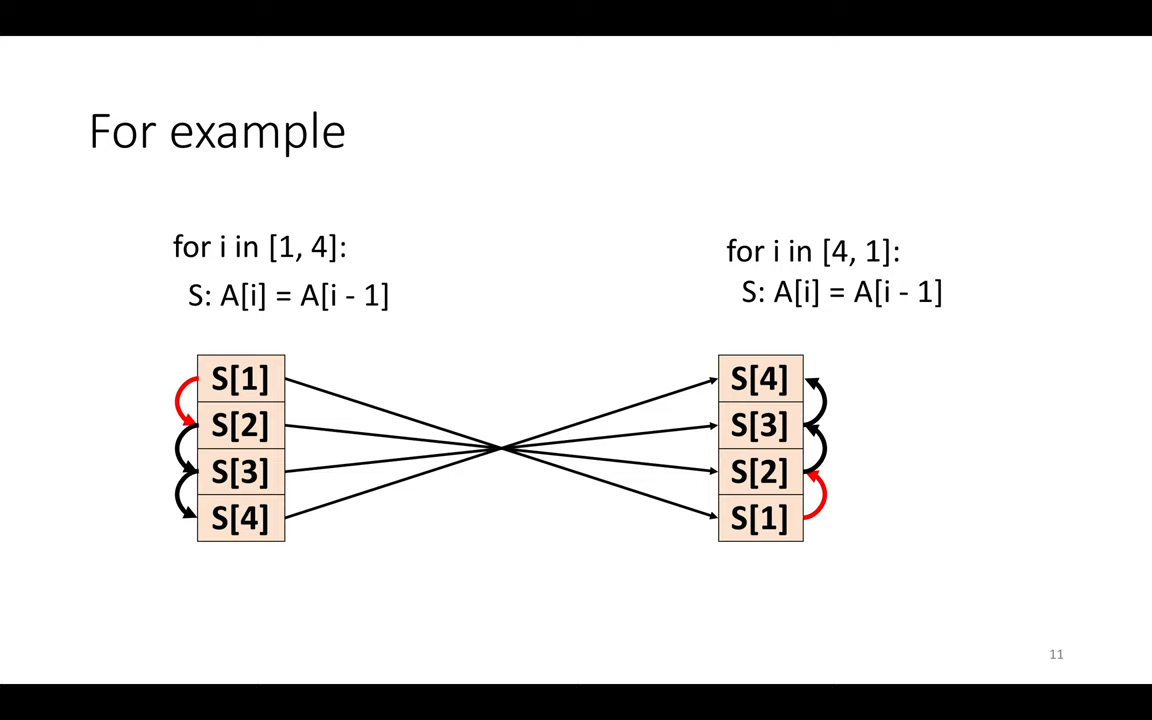 For example
for i in [1, 4]:
S: A[i] = A[i - 1]
for i in [4, 1]:
S: A[i] = A[i - 1]
S[1]
S[2]
S[3]
S[4]
S[4]
S[3]
S[2]
S[1]
11